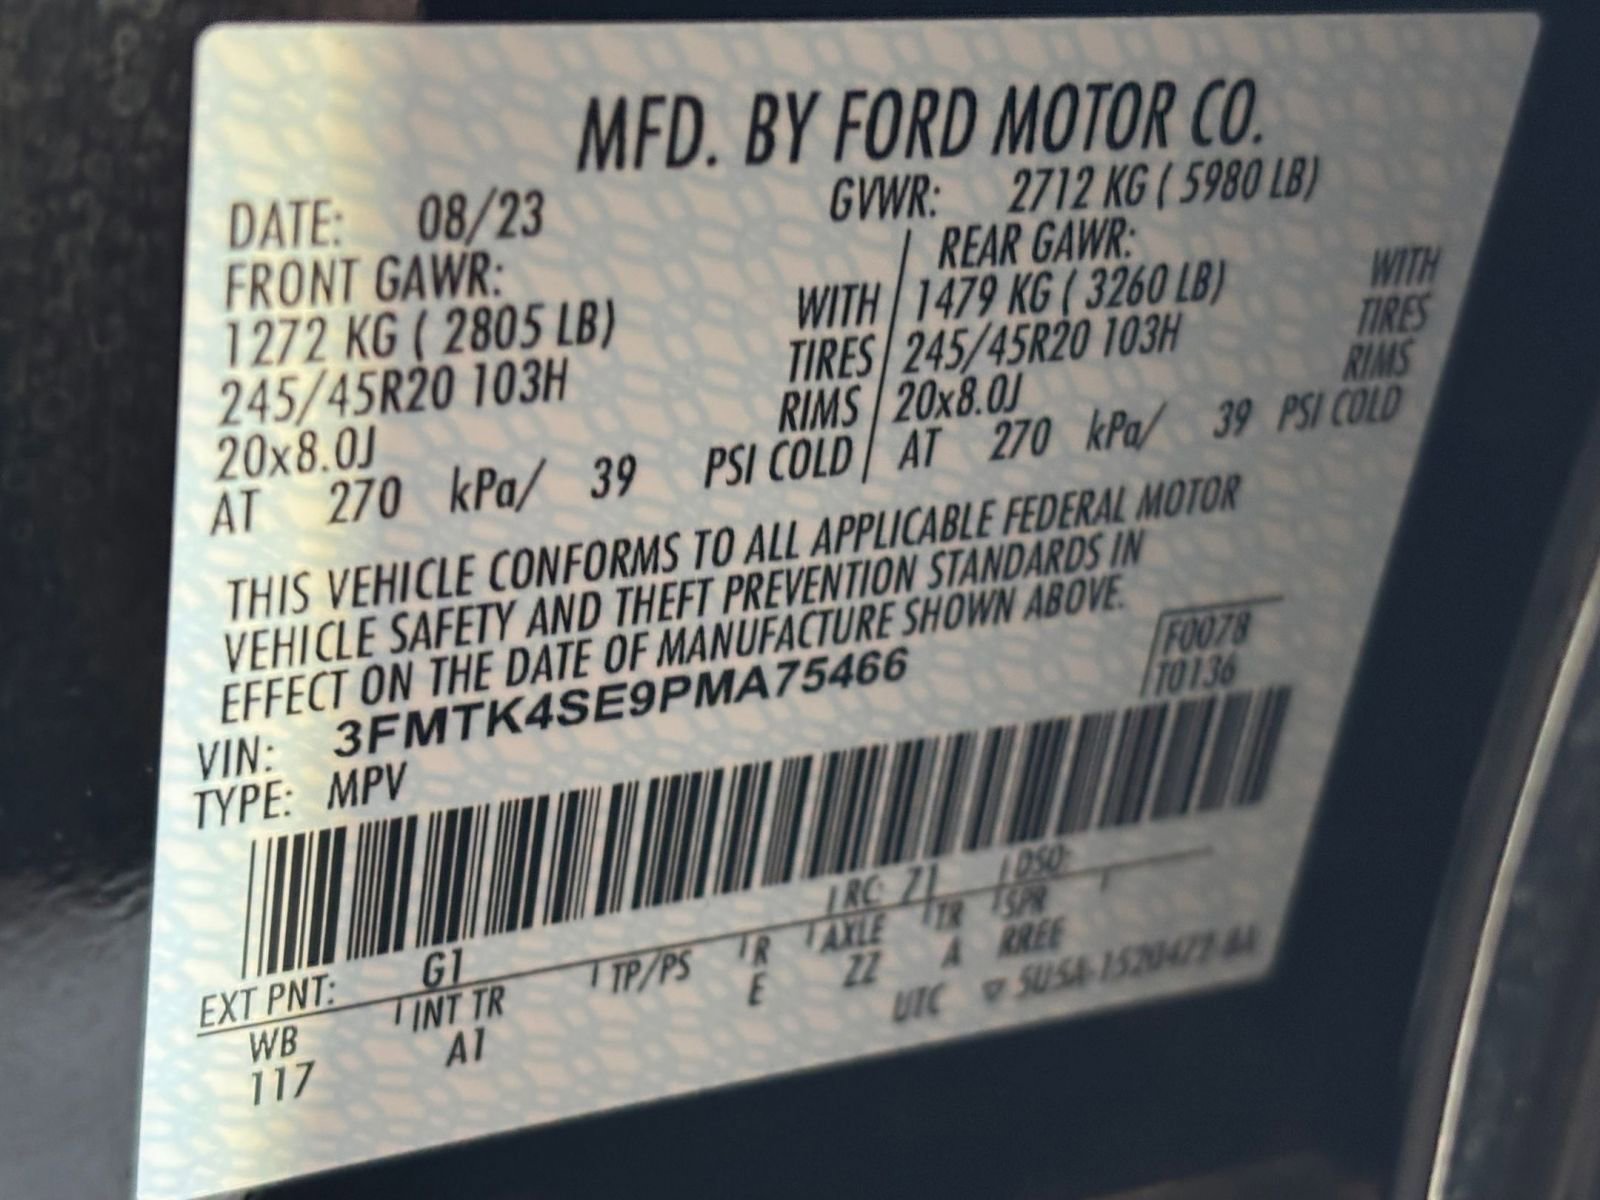 MFD. BY FORD MOTOR CO.
DATE: 08/23 GVWR: 2712 KG ( 5980 LB)
FRONT GAWR: REAR GAWR:
1272 KG ( 2805 LB) WITH 1479 KG ( 3260 LB) WITH
245/45R20 103H TIRES 245/45R20 103H TIRES
20x8.0J RIMS 20x8.0J RIMS
AT 270 kPa/ 39 PSI COLD AT 270 kPa/ 39 PSI COLD
THIS VEHICLE CONFORMS TO ALL APPLICABLE FEDERAL MOTOR
VEHICLE SAFETY AND THEFT PREVENTION STANDARDS IN
EFFECT ON THE DATE OF MANUFACTURE SHOWN ABOVE.
VIN: 3FMTK4SE9PMA75466 F0078
TYPE: MPV T0136
EXT PNT: G1 RC: Z1 DSO:
WB INT TR TP/PS R AXLE TR SPR
117 A1 E ZZ A RREE
UTC ▽ 5U5A-1520472-AA